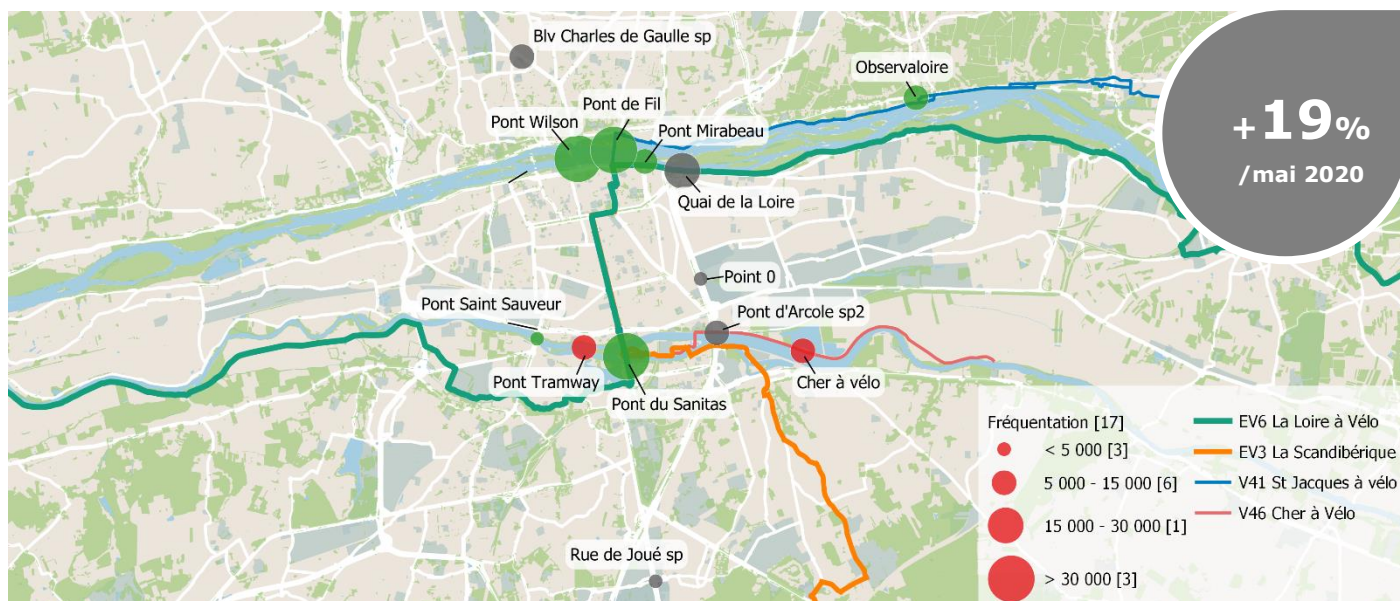 Blv Charles de Gaulle sp
Observaloire
Pont de Fil
Pont Wilson
Pont Mirabeau
Quai de la Loire
+19%
/mai 2020
Point 0
Pont Saint Sauveur
Pont d'Arcole sp2
Pont Tramway
Cher à vélo
Pont du Sanitas
Rue de Joué sp
Fréquentation [17]
< 5 000 [3]
5 000 - 15 000 [6]
15 000 - 30 000 [1]
> 30 000 [3]
EV6 La Loire à Vélo
EV3 La Scandibérique
V41 St Jacques à vélo
V46 Cher à Vélo